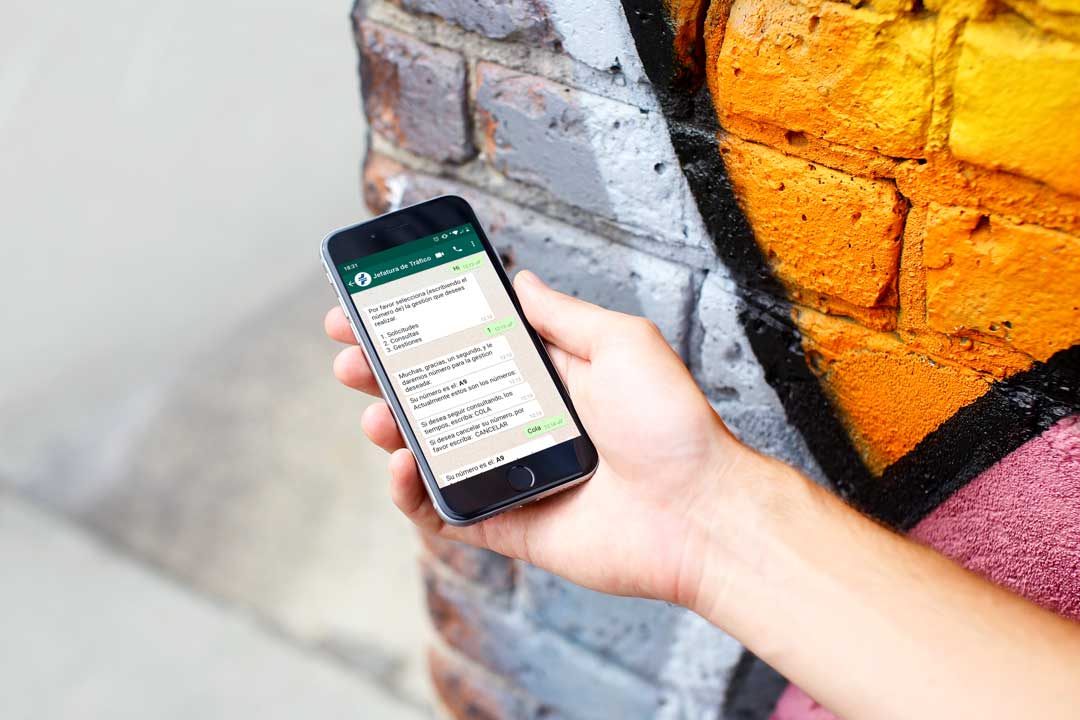 18:31
Jefatura de Tráfico
Hi 12:13
Por favor selecciona (escribiendo el
número de) la gestión que desees
realizar.
1. Solicitudes
2. Consultas
3. Gestiones
12:13
1 12:13
Muchas, gracias, un segundo, y le
daremos número para la gestión
deseada:
12:13
Su número es el: A9
Actualmente estos son los números:
12:13
Si desea seguir consultando, los
tiempos, escriba: COLA
12:13
Si desea cancelar su número, por
favor escriba: CANCELAR
12:13
Cola 12:14
Su número es el: A9